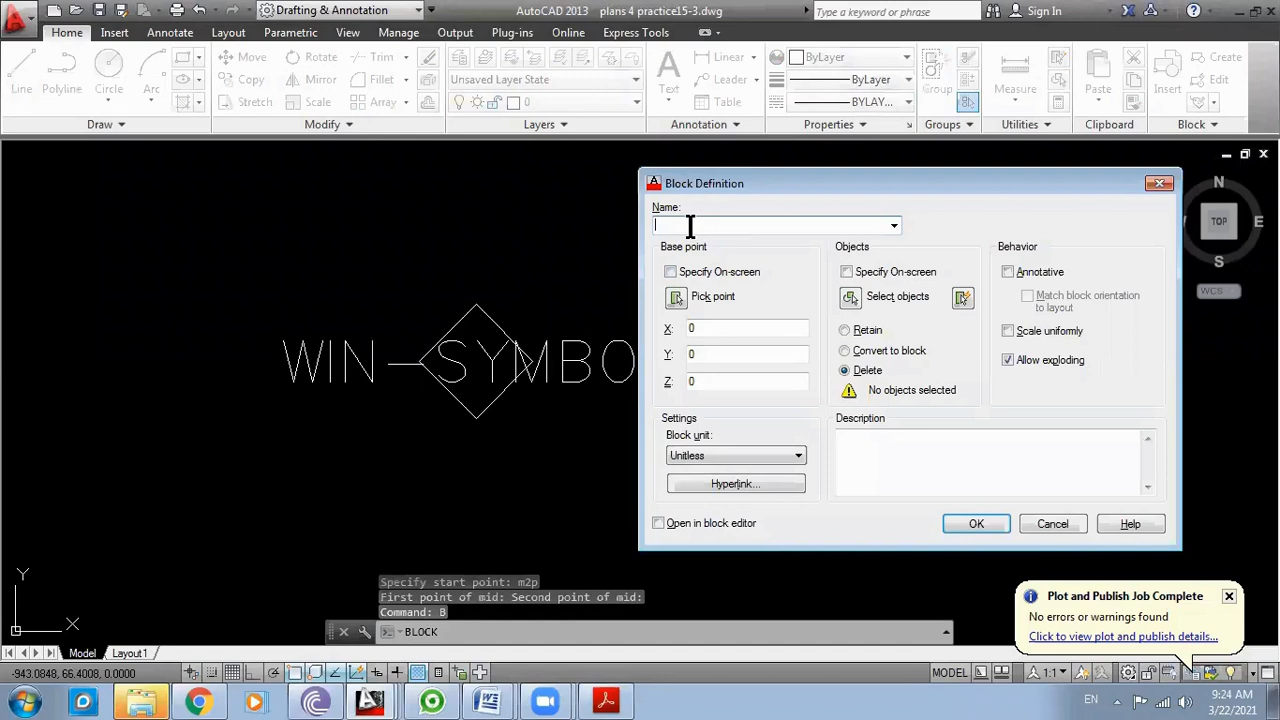 Drafting & Annotation
AutoCAD 2013 plans 4 practice15-3.dwg
Type a keyword or phrase
Sign In
Home Insert Annotate Layout Parametric View Manage Output Plug-ins Online Express Tools
Line Polyline Circle Arc
Move Rotate Trim
Copy Mirror Fillet
Stretch Scale Array
Unsaved Layer State
0
Text
Linear
Leader
Table
ByLayer
ByLayer
BYLAY...
Group
Measure
Paste
Insert
Create
Edit
Draw Modify Layers Annotation Properties Groups Utilities Clipboard Block
N
TOP
E
S
WCS
WIN SYMBO
Block Definition
Name:
Base point
Specify On-screen
Pick point
X: 0
Y: 0
Z: 0
Objects
Specify On-screen
Select objects
Retain
Convert to block
Delete
No objects selected
Behavior
Annotative
Match block orientation
to layout
Scale uniformly
Allow exploding
Settings
Block unit:
Unitless
Hyperlink...
Description
Open in block editor
OK Cancel Help
Y
X
Specify start point: m2p
First point of mid: Second point of mid:
Command: B
BLOCK
Plot and Publish Job Complete
No errors or warnings found
Click to view plot and publish details...
Model Layout1
-943.0848, 66.4008, 0.0000
MODEL
1:1
EN
9:24 AM
3/22/2021